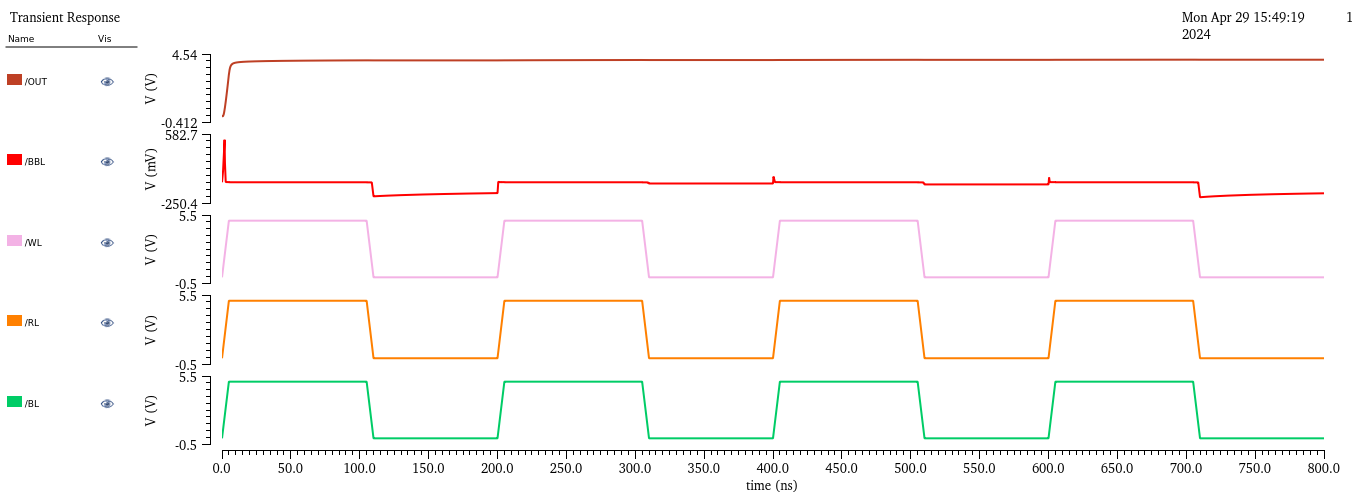 Transient Response
Mon Apr 29 15:49:19 1
2024
Name Vis
/OUT
4.54
V (V)
-0.412
/BBL
582.7
V (mV)
-250.4
/WL
5.5
V (V)
-0.5
/RL
5.5
V (V)
-0.5
/BL
5.5
V (V)
-0.5
0.0 50.0 100.0 150.0 200.0 250.0 300.0 350.0 400.0 450.0 500.0 550.0 600.0 650.0 700.0 750.0 800.0
time (ns)